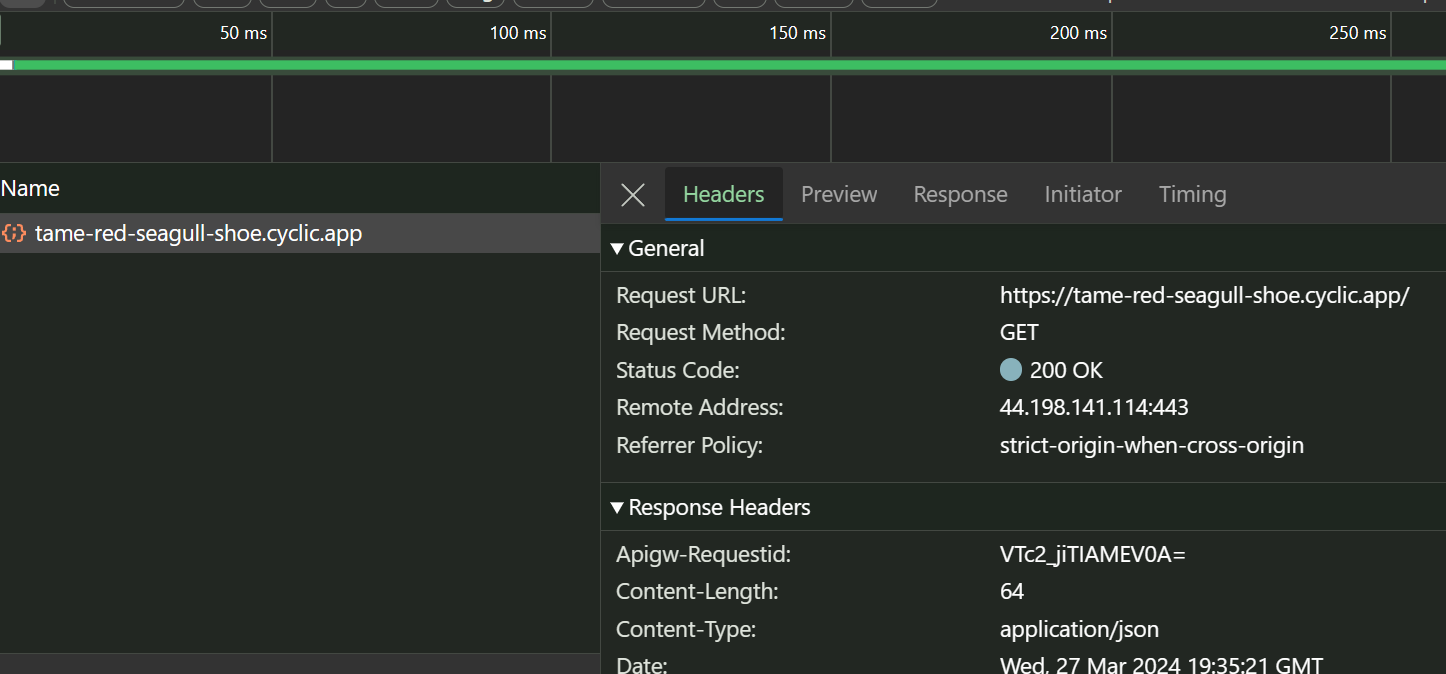 50 ms 100 ms 150 ms 200 ms 250 ms
Name
tame-red-seagull-shoe.cyclic.app
Headers Preview Response Initiator Timing
General
Request URL: https://tame-red-seagull-shoe.cyclic.app/
Request Method: GET
Status Code: 200 OK
Remote Address: 44.198.141.114:443
Referrer Policy: strict-origin-when-cross-origin
Response Headers
Apigw-Requestid: VTc2_jiTIAMEV0A=
Content-Length: 64
Content-Type: application/json
Date: Wed, 27 Mar 2024 19:35:21 GMT